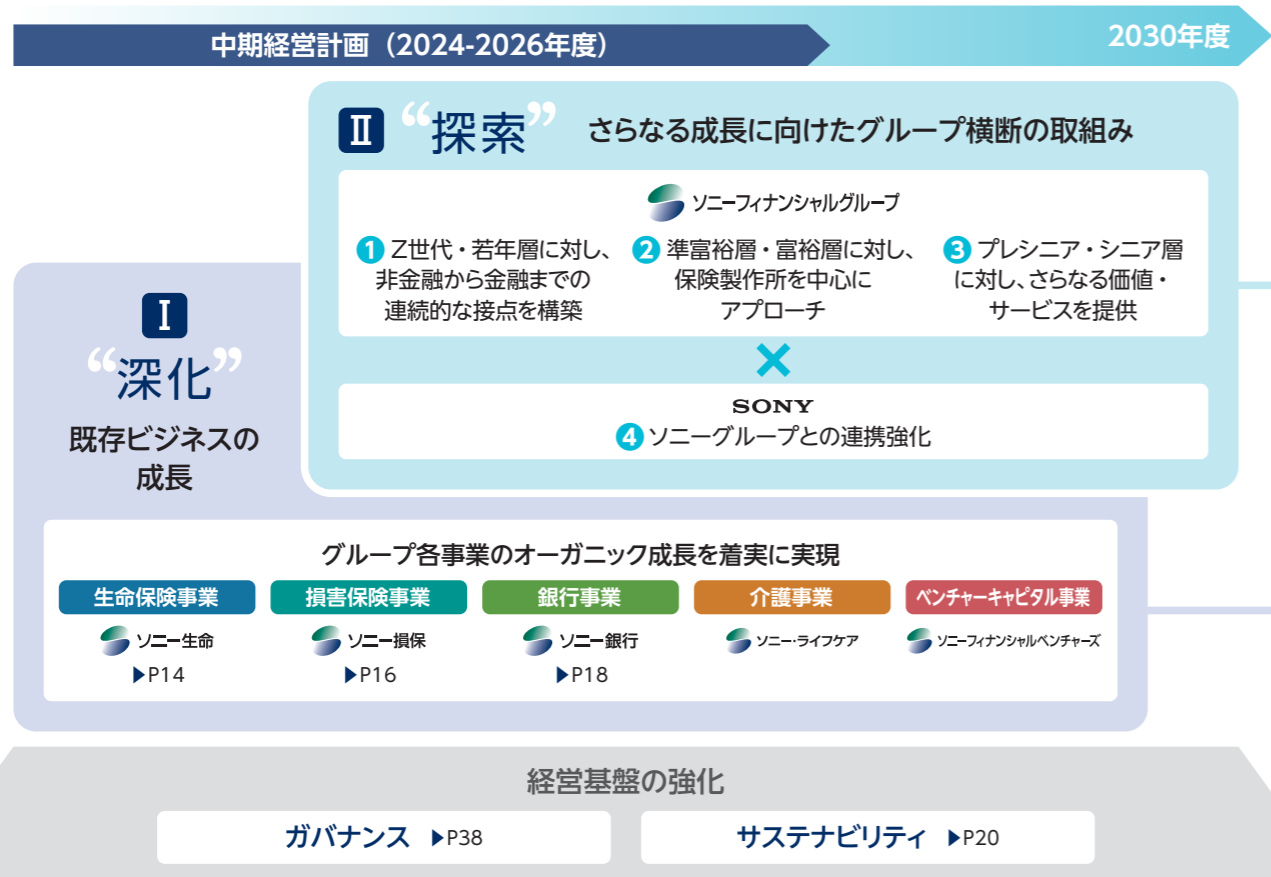 中期経営計画（2024-2026年度）
2030年度
Ⅱ “探索” さらなる成長に向けたグループ横断の取組み
ソニーフィナンシャルグループ
1 Z世代・若年層に対し、
非金融から金融までの
連続的な接点を構築
2 準富裕層・富裕層に対し、
保険製作所を中心に
アプローチ
3 プレシニア・シニア層
に対し、さらなる価値・
サービスを提供
×
SONY
4 ソニーグループとの連携強化
Ⅰ
“深化”
既存ビジネスの
成長
グループ各事業のオーガニック成長を着実に実現
生命保険事業
ソニー生命
▶P14
損害保険事業
ソニー損保
▶P16
銀行事業
ソニー銀行
▶P18
介護事業
ソニー・ライフケア
ベンチャーキャピタル事業
ソニーフィナンシャルベンチャーズ
経営基盤の強化
ガバナンス ▶P38
サステナビリティ ▶P20